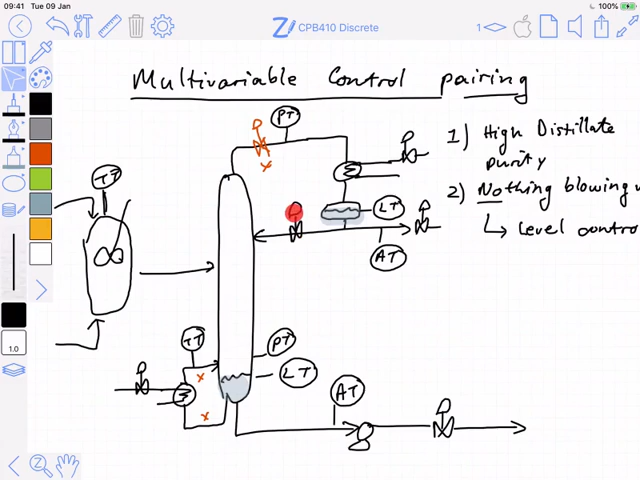 09:41 Tue 09 Jan
100%
CPB410 Discrete
1
Multivariable Control pairing
1) High Distillate
purity
2) Nothing blowing
↳ Level contro
PT
TT
LT
AT
TT
PT
LT
AT
1.0